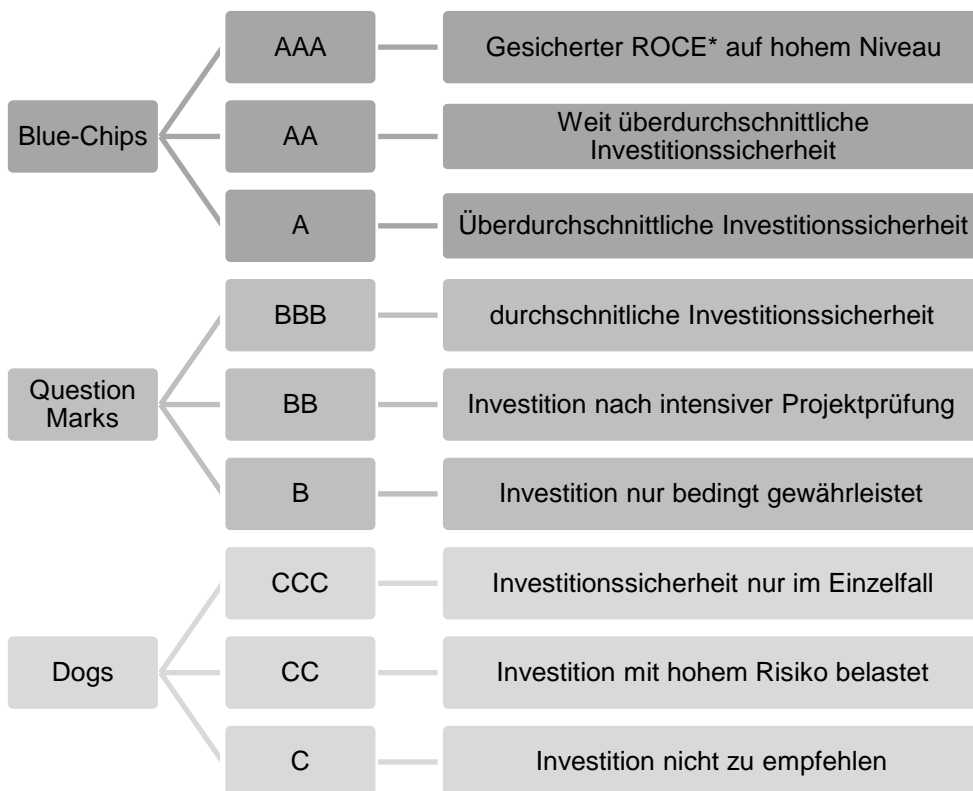 AAA
Gesicherter ROCE* auf hohem Niveau
Blue-Chips
AA
Weit überdurchschnittliche
Investitionssicherheit
A
Überdurchschnittliche Investitionssicherheit
BBB
durchschnitliche Investitionssicherheit
Question
Marks
BB
Investition nach intensiver Projektprüfung
B
Investition nur bedingt gewährleistet
CCC
Investitionssicherheit nur im Einzelfall
Dogs
CC
Investition mit hohem Risiko belastet
C
Investition nicht zu empfehlen